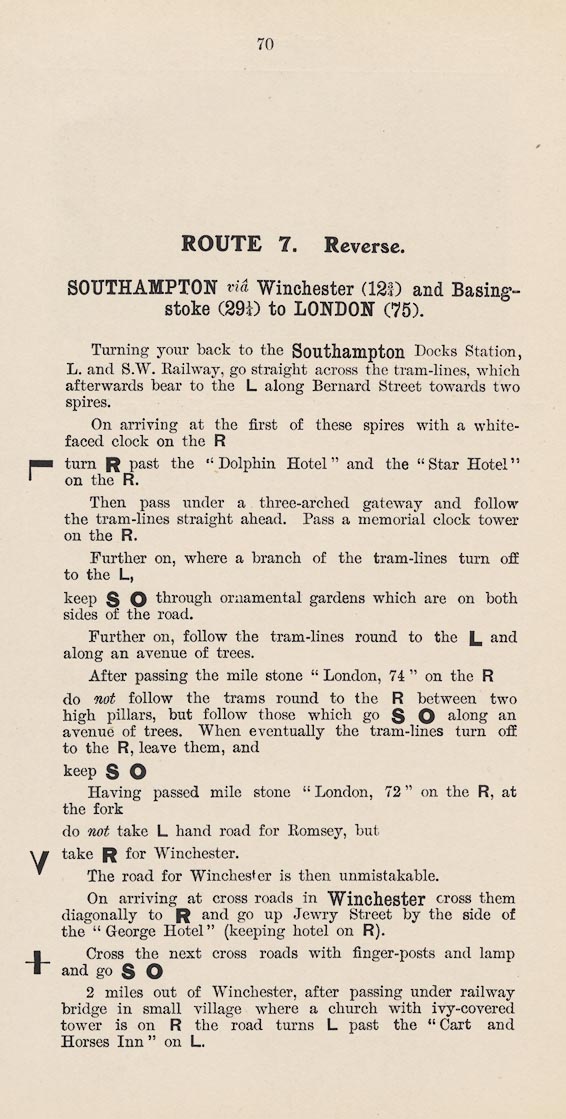 70
ROUTE 7. Reverse.
SOUTHAMPTON viâ Winchester (12¾) and Basing-
stoke (29¼) to LONDON (75).
Turning your back to the Southampton Docks Station,
L. and S.W. Railway, go straight across the tram-lines, which
afterwards bear to the L along Bernard Street towards two
spires.
On arriving at the first of these spires with a white-
faced clock on the R
turn R past the "Dolphin Hotel" and the "Star Hotel"
on the R.
Then pass under a three-arched gateway and follow
the tram-lines straight ahead. Pass a memorial clock tower
on the R.
Further on, where a branch of the tram-lines turn off
to the L,
keep S O through ornamental gardens which are on both
sides of the road.
Further on, follow the tram-lines round to the L and
along an avenue of trees.
After passing the mile stone "London, 74" on the R
do not follow the trams round to the R between two
high pillars, but follow those which go S O along an
avenue of trees. When eventually the tram-lines turn off
to the R, leave them, and
keep S O
Having passed mile stone "London, 72" on the R, at
the fork
do not take L hand road for Romsey, but
take R for Winchester.
The road for Winchester is then unmistakable.
On arriving at cross roads in Winchester cross them
diagonally to R and go up Jewry Street by the side of
the "George Hotel" (keeping hotel on R).
Cross the next cross roads with finger-posts and lamp
and go S O
2 miles out of Winchester, after passing under railway
bridge in small village where a church with ivy-covered
tower is on R the road turns L past the "Cart and
Horses Inn" on L.